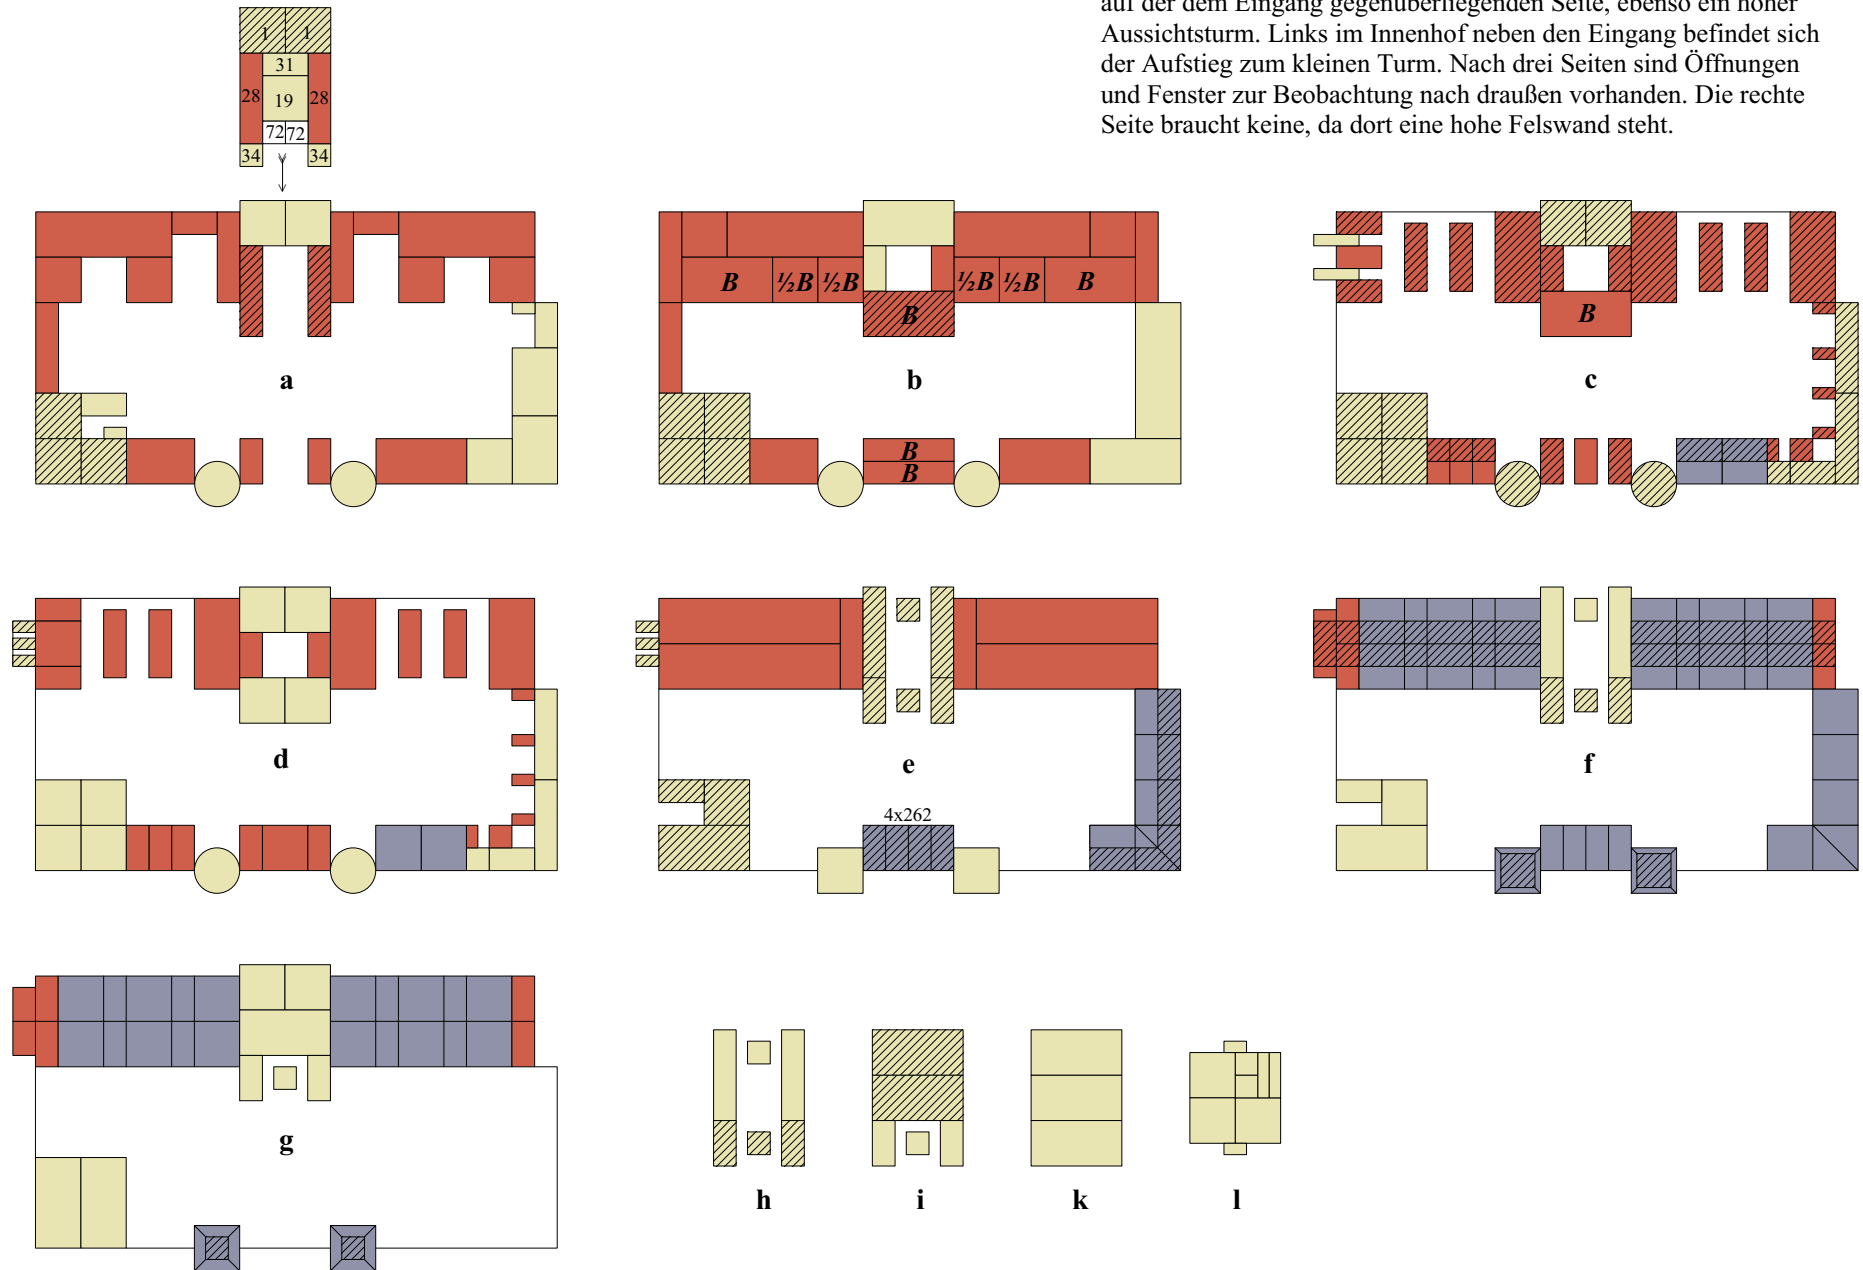 auf der dem Eingang gegenüberliegenden Seite, ebenso ein hoher
Aussichtsturm. Links im Innenhof neben den Eingang befindet sich
der Aufstieg zum kleinen Turm. Nach drei Seiten sind Öffnungen
und Fenster zur Beobachtung nach draußen vorhanden. Die rechte
Seite braucht keine, da dort eine hohe Felswand steht.
1 1
31
28 19 28
72 72
34 34
a
B ½B ½B ½B ½B B
B
b
B
B
B
c
d
e
4x262
f
g
h
i
k
l